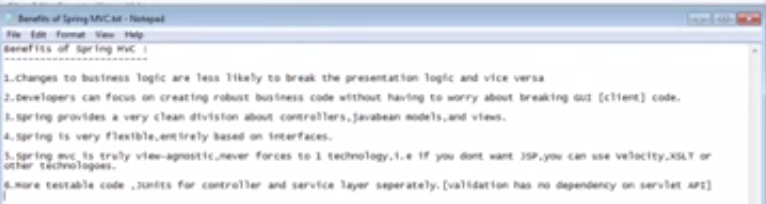 Benefits of Spring MVC.txt - Notepad
File Edit Format View Help
Benefits of Spring MVC :
-------------------------
1.Changes to business logic are less likely to break the presentation logic and vice versa
2.Developers can focus on creating robust business code without having to worry about breaking GUI [client] code.
3.Spring provides a very clean division about controllers,javabean models,and views.
4.Spring is very flexible,entirely based on interfaces.
5.Spring mvc is truly view-agnostic,never forces to 1 technology,i.e if you dont want JSP,you can use velocity,XSLT or
other technologoes.
6.More testable code ,JUnits for controller and service layer seperately.[validation has no dependency on servlet API]